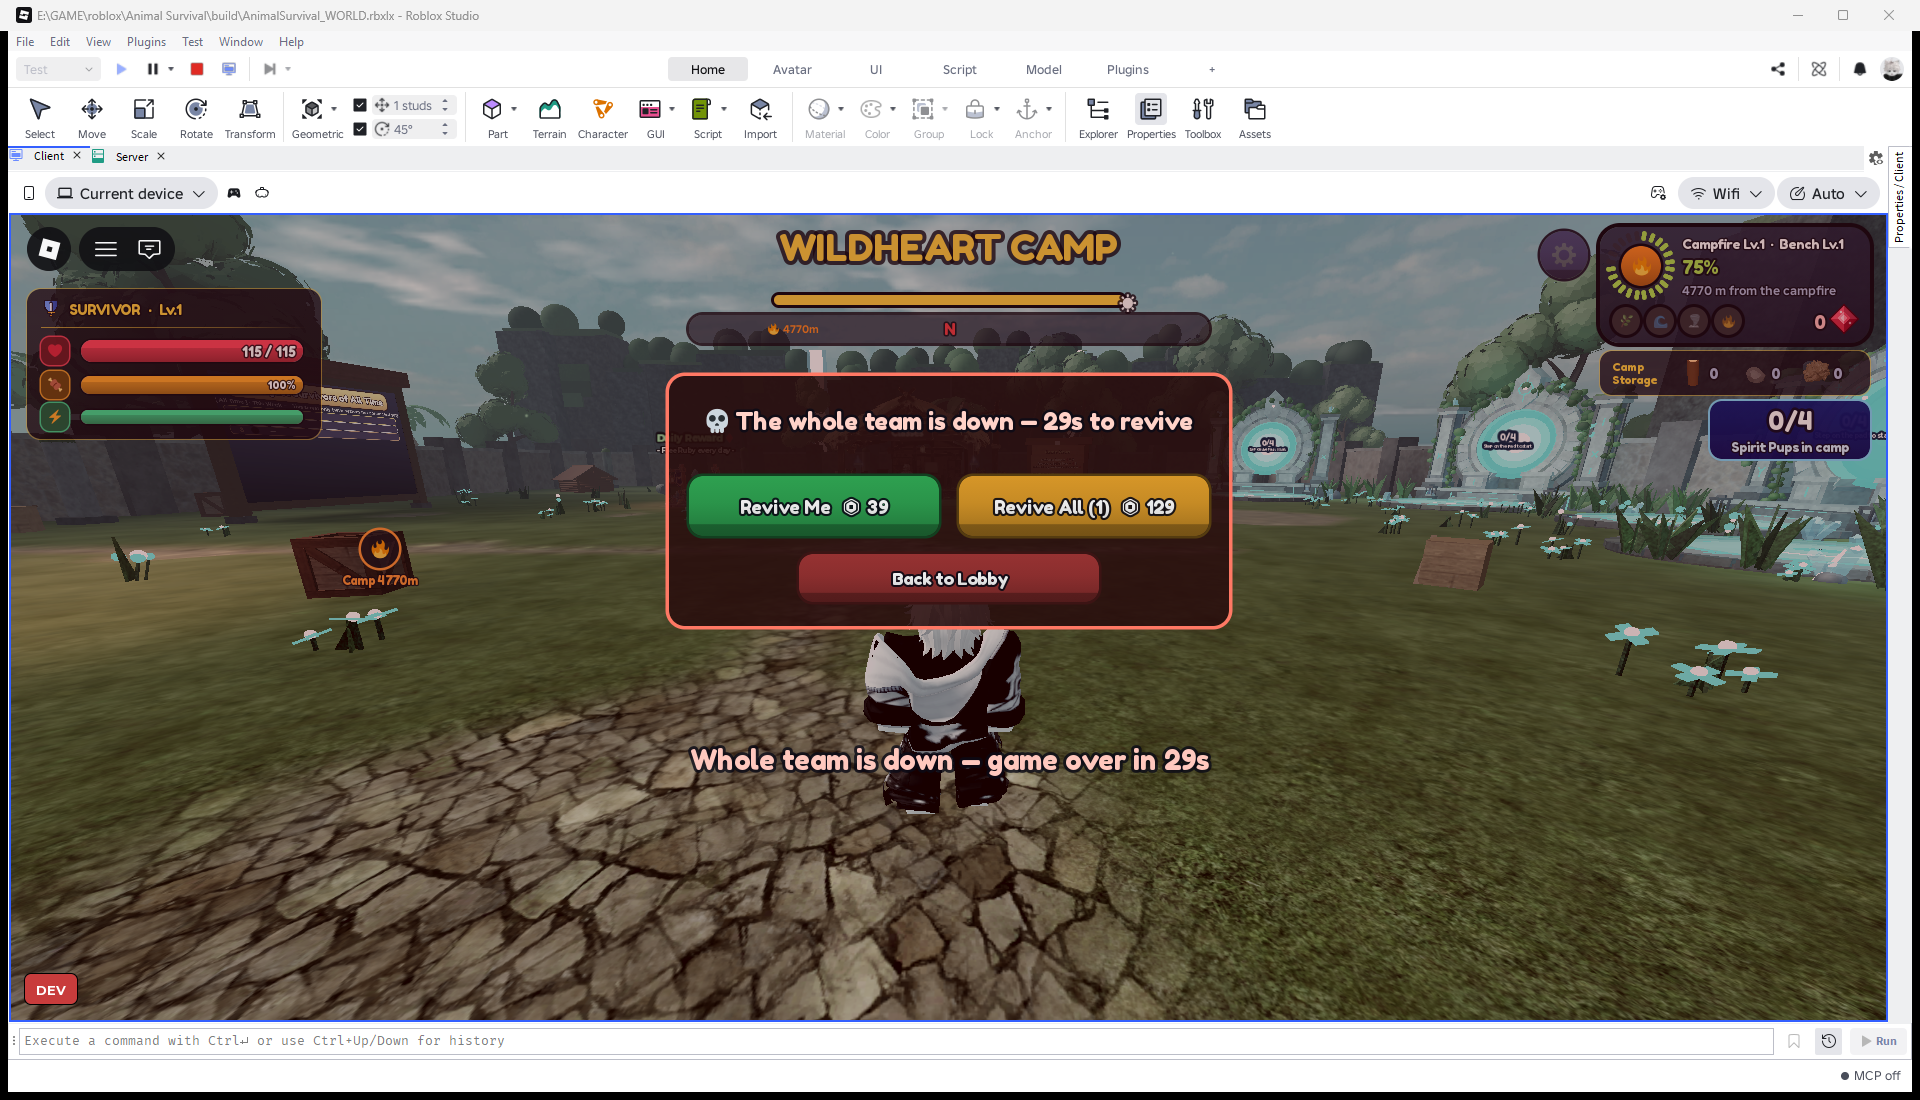 E:\GAME\roblox\Animal Survival\build\AnimalSurvival_WORLD.rbxlx - Roblox Studio
File Edit View Plugins Test Window Help
Test
Home Avatar UI Script Model Plugins +
Select Move Scale Rotate Transform Geometric
1 studs
45°
Part Terrain Character GUI Script Import Material Color Group Lock Anchor Explorer Properties Toolbox Assets
Client Server
Properties / Client
Current device
Wifi Auto
WILDHEART CAMP
4770m N
SURVIVOR · Lv.1
115 / 115
100%
Campfire Lv.1 · Bench Lv.1
75%
4770 m from the campfire
0
Camp Storage 0 0 0
0/4
Spirit Pups in camp
0/4
0/4
💀 The whole team is down – 29s to revive
Revive Me 39
Revive All (1) 129
Back to Lobby
Camp 4770m
Whole team is down – game over in 29s
DEV
Execute a command with Ctrl↵ or use Ctrl+Up/Down for history
Run
MCP off